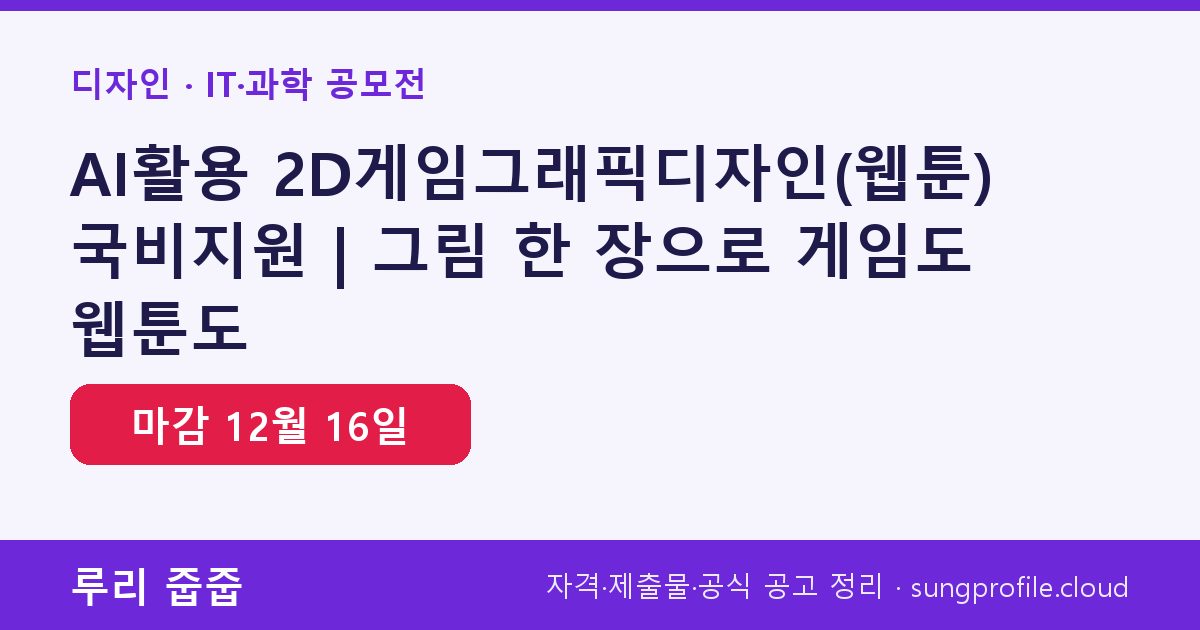 디자인 · IT·과학 공모전
AI활용 2D게임그래픽디자인(웹툰)
국비지원 | 그림 한 장으로 게임도
웹툰도
마감 12월 16일
루리 줍줍
자격·제출물·공식 공고 정리 · sungprofile.cloud